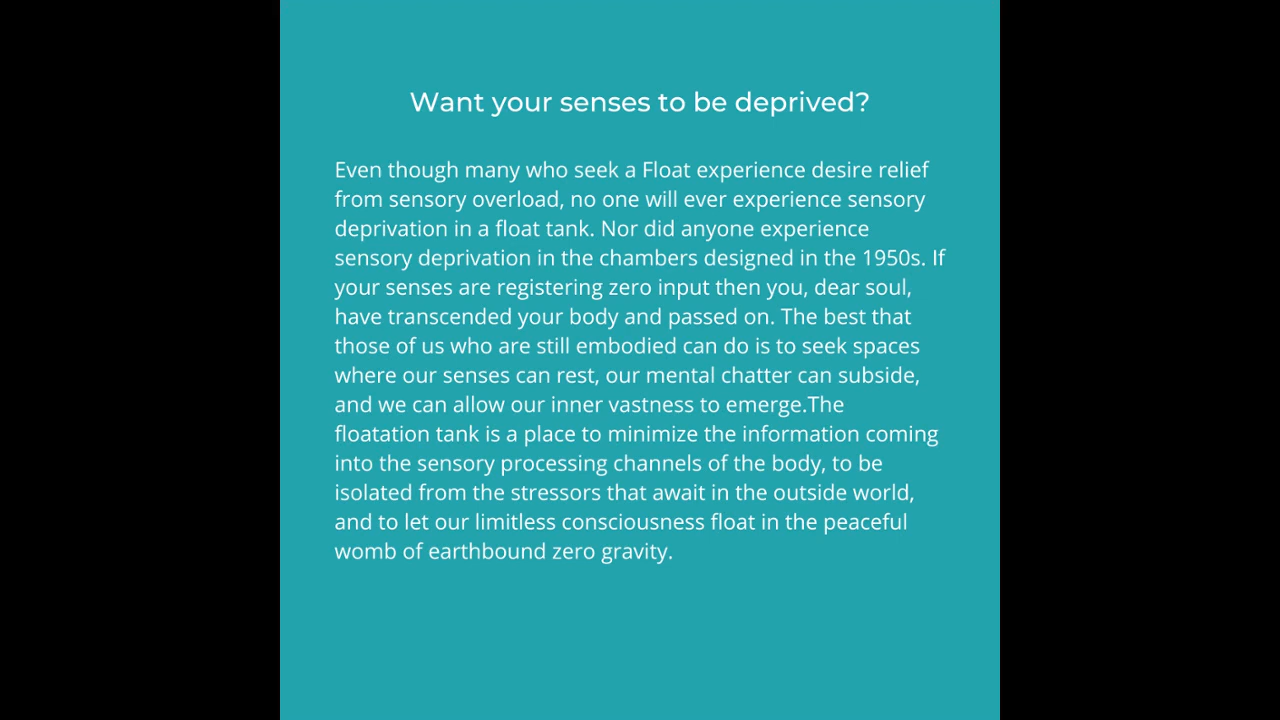 Want your senses to be deprived?
Even though many who seek a Float experience desire relief
from sensory overload, no one will ever experience sensory
deprivation in a float tank. Nor did anyone experience
sensory deprivation in the chambers designed in the 1950s. If
your senses are registering zero input then you, dear soul,
have transcended your body and passed on. The best that
those of us who are still embodied can do is to seek spaces
where our senses can rest, our mental chatter can subside,
and we can allow our inner vastness to emerge.The
floatation tank is a place to minimize the information coming
into the sensory processing channels of the body, to be
isolated from the stressors that await in the outside world,
and to let our limitless consciousness float in the peaceful
womb of earthbound zero gravity.